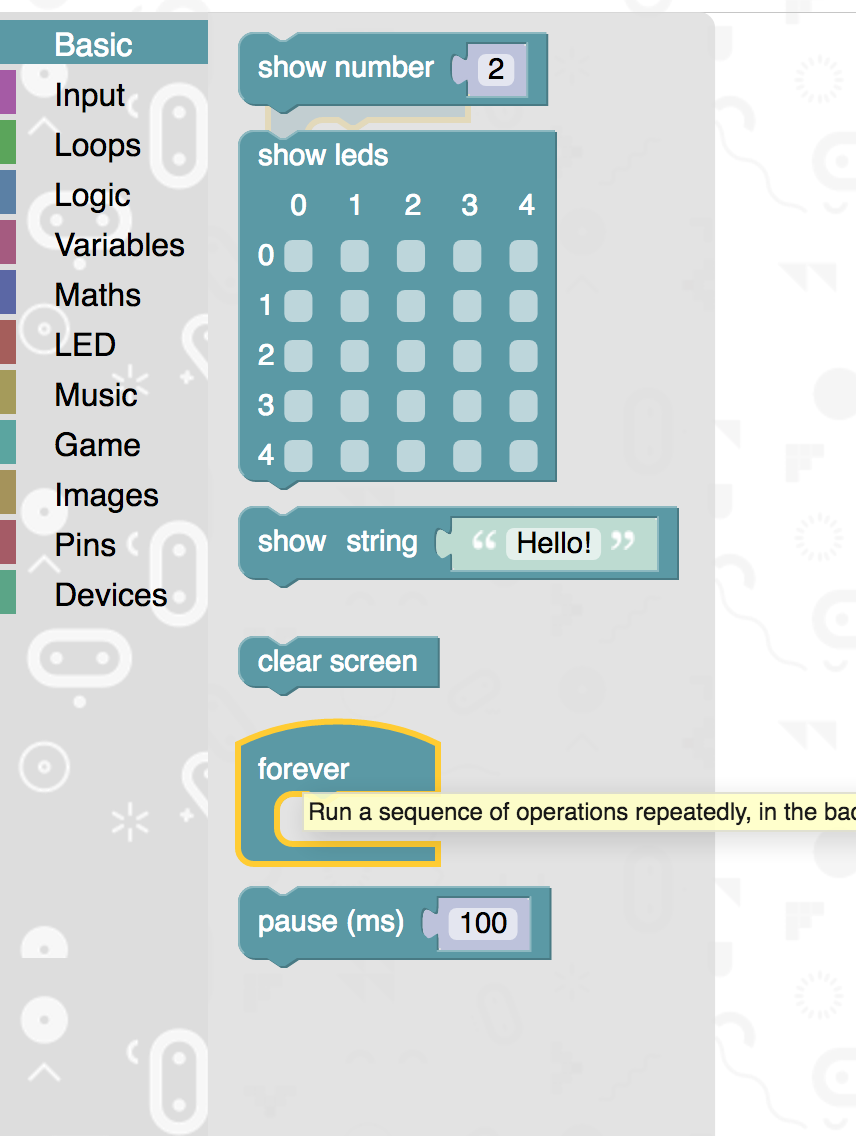 Basic
Input
Loops
Logic
Variables
Maths
LED
Music
Game
Images
Pins
Devices
show number 2
show leds
0 1 2 3 4
0
1
2
3
4
show string “ Hello! ”
clear screen
forever
Run a sequence of operations repeatedly, in the
pause (ms) 100